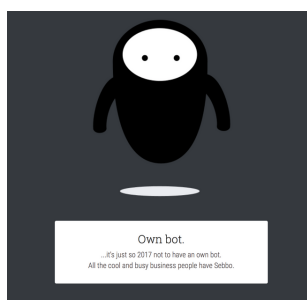 Own bot.
...it's just so 2017 not to have an own bot.
All the cool and busy business people have Sebbo.